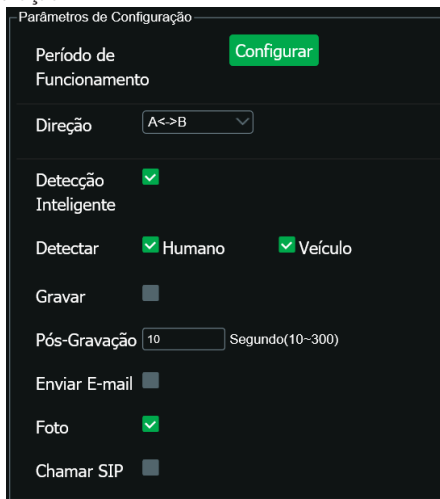 Parâmetros de Configuração
Período de Funcionamento Configurar
Direção A<->B
Detecção Inteligente
Detectar Humano Veículo
Gravar
Pós-Gravação 10 Segundo(10~300)
Enviar E-mail
Foto
Chamar SIP